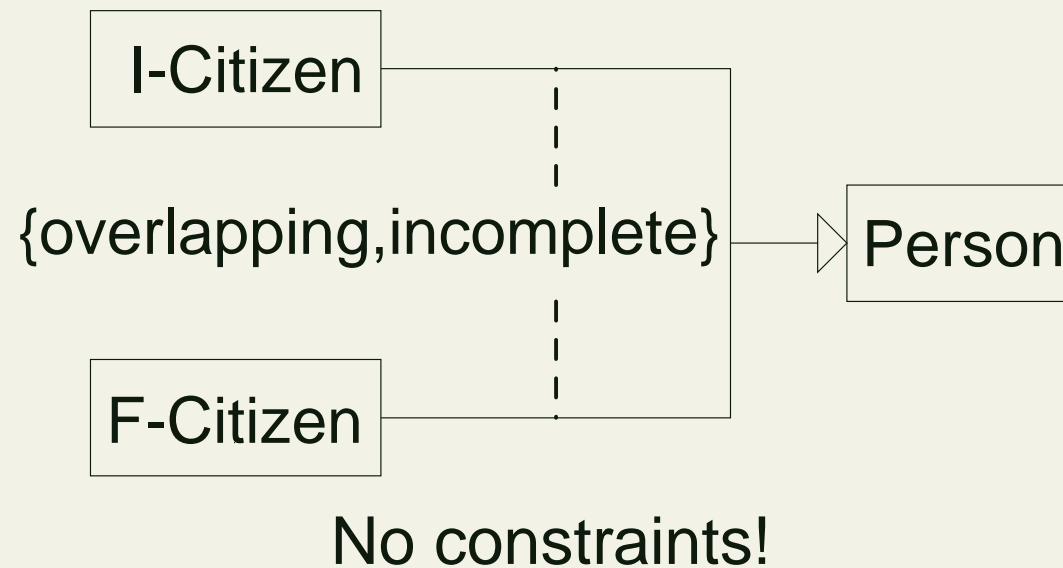 I-Citizen
{overlapping,incomplete}
Person
F-Citizen
No constraints!